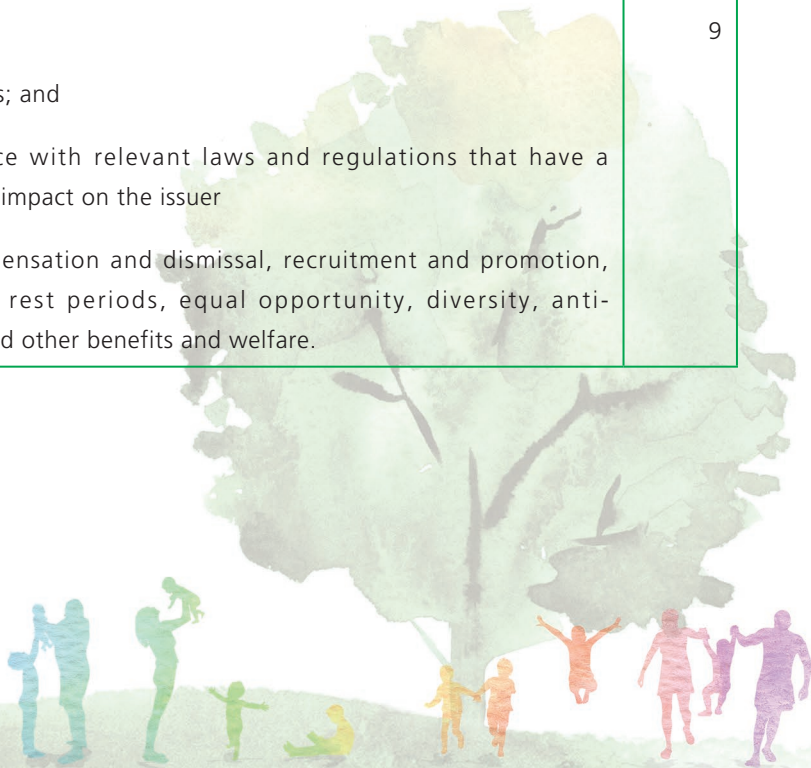 9
s; and
ce with relevant laws and regulations that have a
impact on the issuer
ensation and dismissal, recruitment and promotion,
rest periods, equal opportunity, diversity, anti-
d other benefits and welfare.